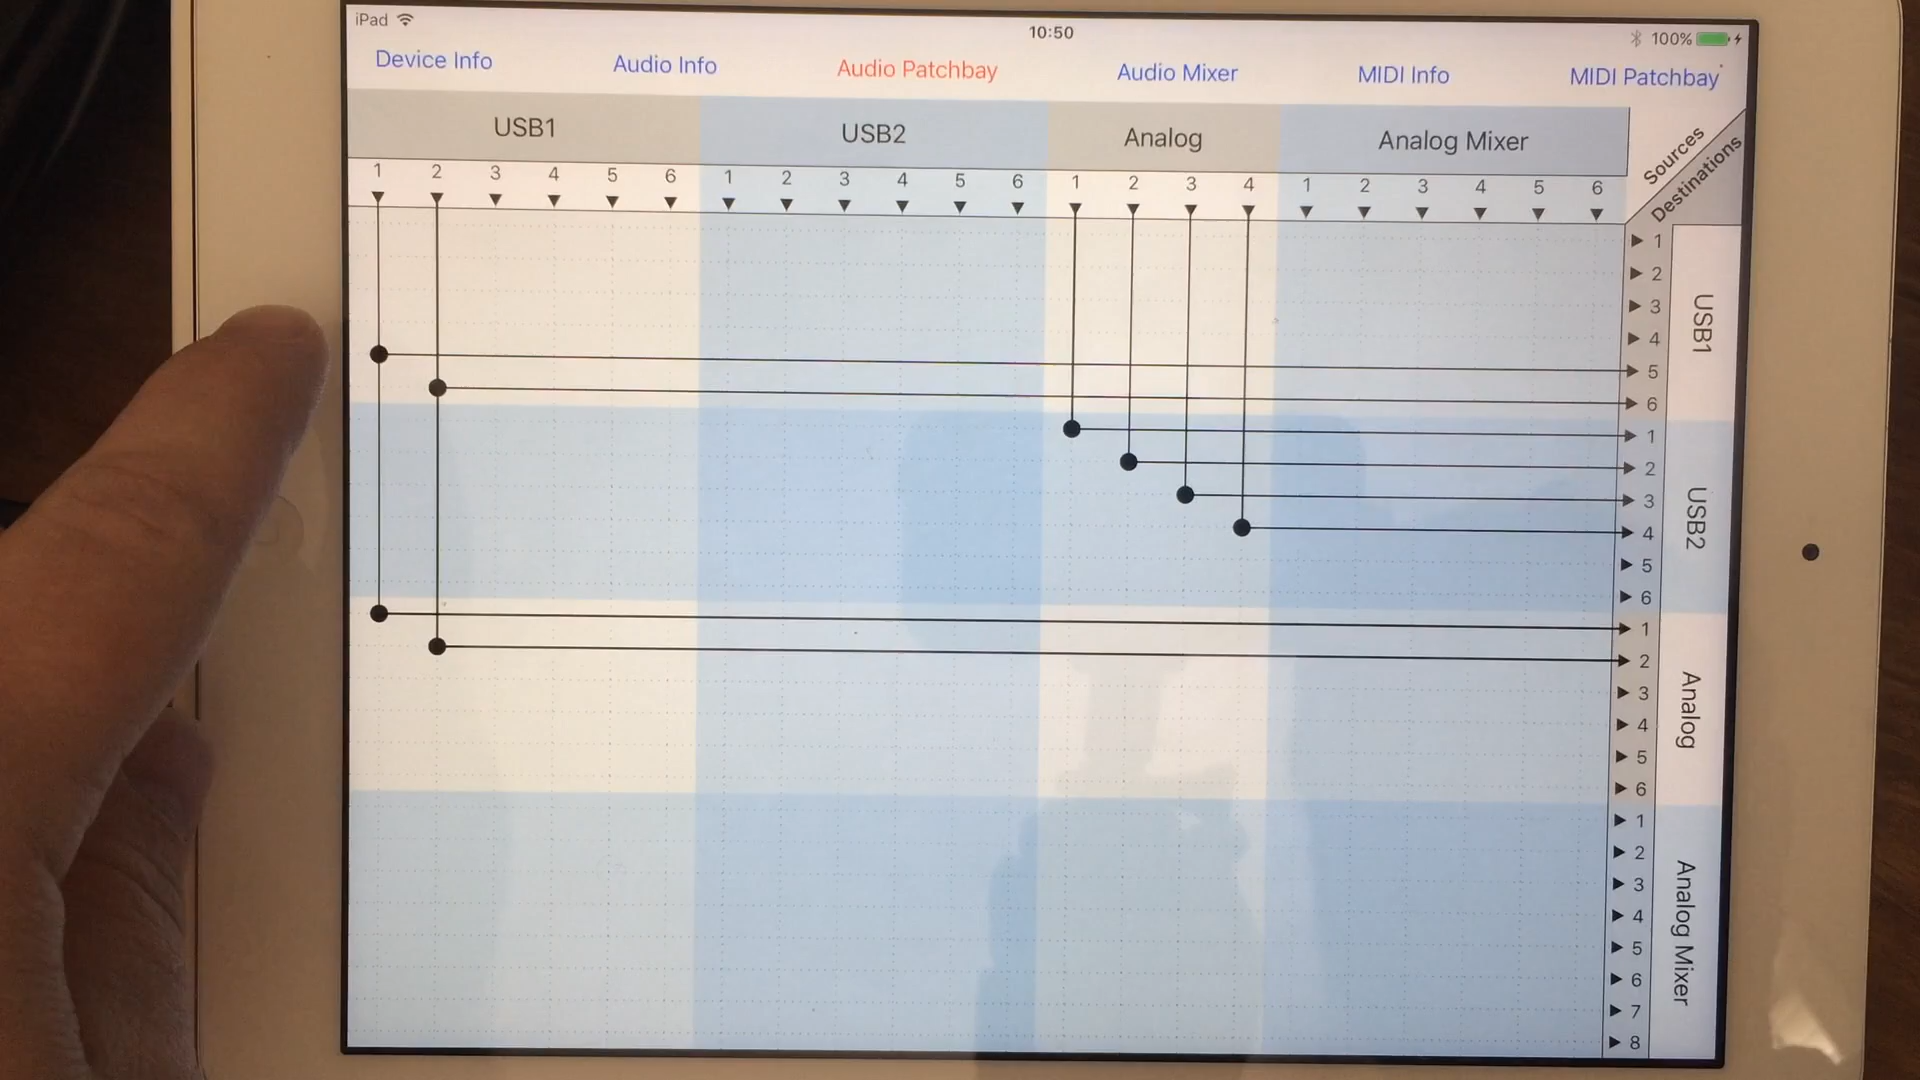 iPad
10:50
100%
Device Info
Audio Info
Audio Patchbay
Audio Mixer
MIDI Info
MIDI Patchbay
USB1
USB2
Analog
Analog Mixer
Sources
Destinations
1 2 3 4 5 6 1 2 3 4 5 6 1 2 3 4 1 2 3 4 5 6
USB1
1
2
3
4
5
6
USB2
1
2
3
4
5
6
Analog
1
2
3
4
5
6
Analog Mixer
1
2
3
4
5
6
7
8